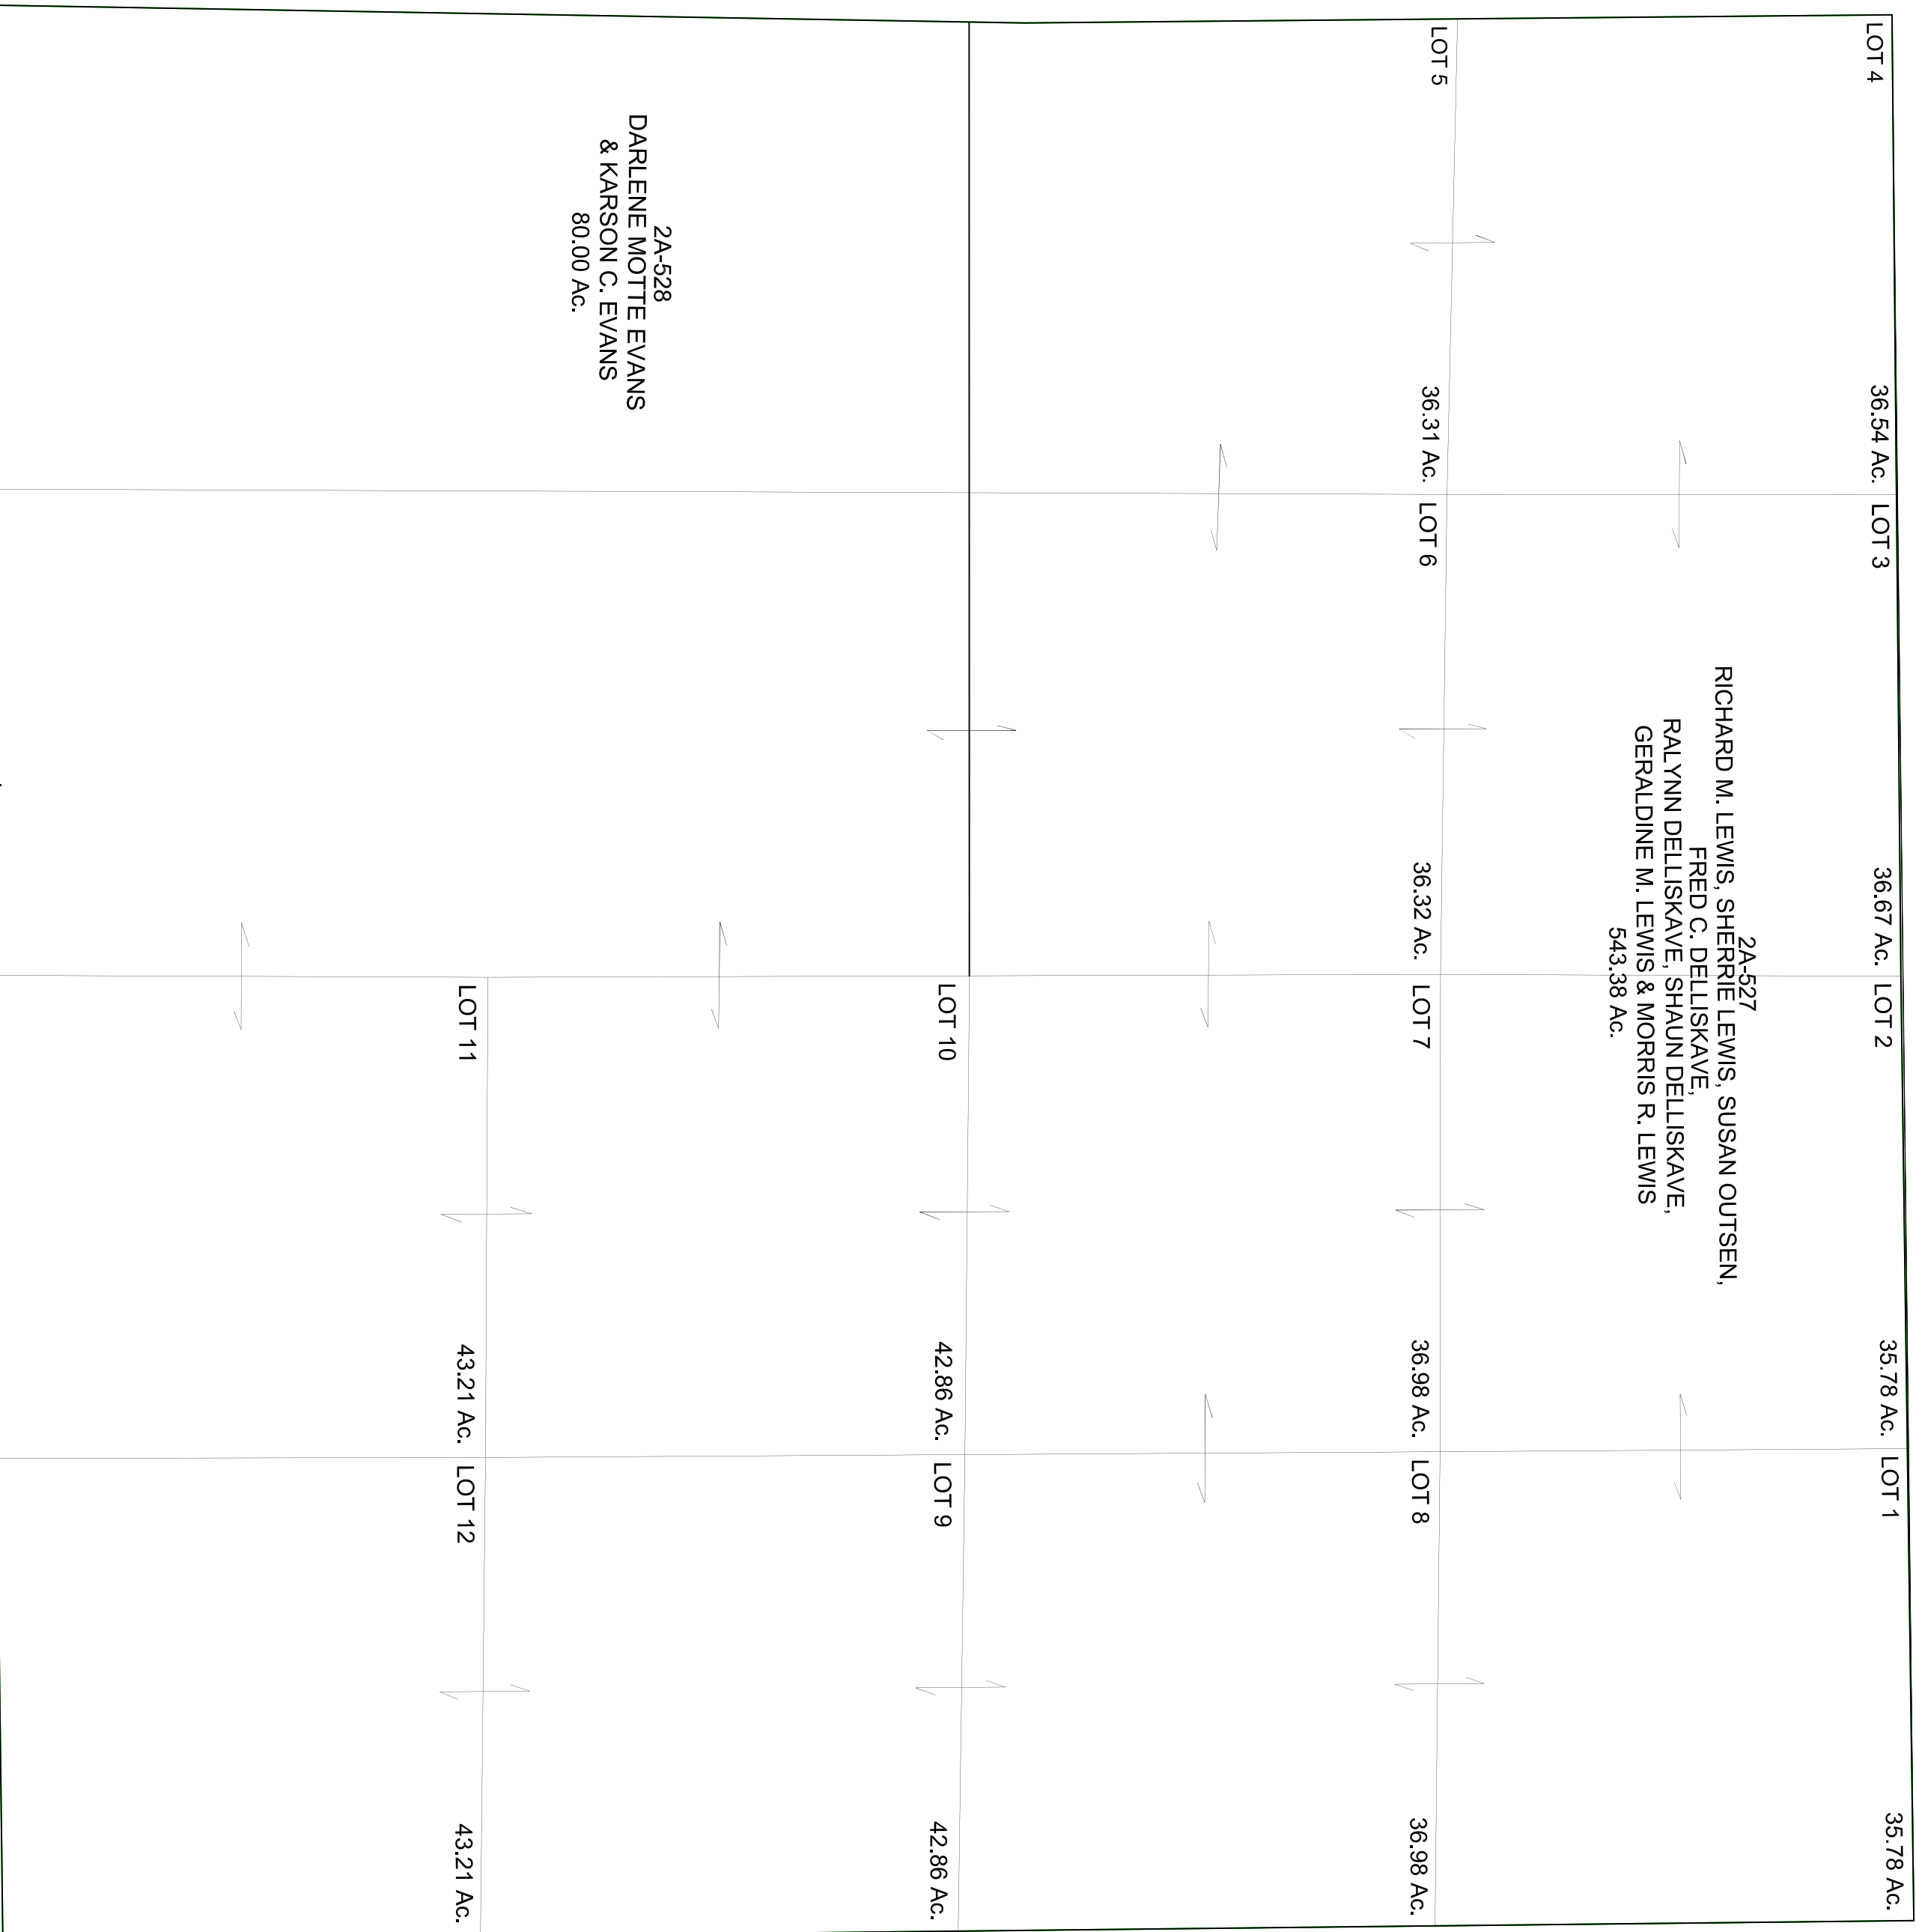 LOT 4
36.54 Ac.
LOT 3
36.67 Ac.
LOT 2
35.78 Ac.
LOT 1
35.78 Ac.
2A-527
RICHARD M. LEWIS, SHERRIE LEWIS, SUSAN OUTSEN,
FRED C. DELLISKAVE,
RALYNN DELLISKAVE, SHAUN DELLISKAVE,
GERALDINE M. LEWIS & MORRIS R. LEWIS
543.38 Ac.
LOT 5
36.31 Ac.
LOT 6
36.32 Ac.
LOT 7
36.98 Ac.
LOT 8
36.98 Ac.
2A-528
DARLENE MOTTE EVANS
& KARSON C. EVANS
80.00 Ac.
LOT 10
42.86 Ac.
LOT 9
42.86 Ac.
LOT 11
43.21 Ac.
LOT 12
43.21 Ac.